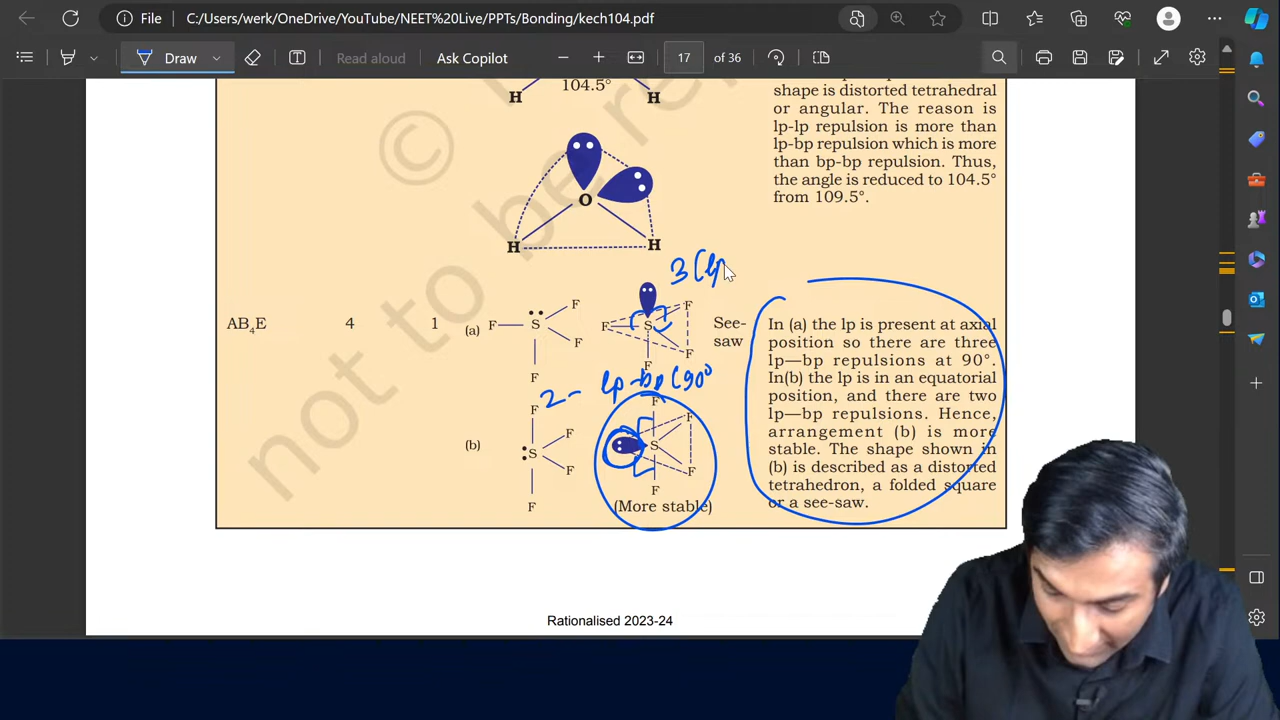 File
C:/Users/werk/OneDrive/YouTube/NEET%20Live/PPTs/Bonding/kech104.pdf
Draw
Read aloud
Ask Copilot
17 of 36
104.5°
H H
O
H H
shape is distorted tetrahedral
or angular. The reason is
lp-lp repulsion is more than
lp-bp repulsion which is more
than bp-bp repulsion. Thus,
the angle is reduced to 104.5°
from 109.5°.
© not be re
3 (lp
AB4E 4 1 (a)
F S F F F
F S F F F
See-
saw
In (a) the lp is present at axial
position so there are three
lp—bp repulsions at 90°.
In(b) the lp is in an equatorial
position, and there are two
lp—bp repulsions. Hence,
arrangement (b) is more
stable. The shape shown in
(b) is described as a distorted
tetrahedron, a folded square
or a see-saw.
2 - lp-bp (90°
(b)
F S F F F
F S F F F
(More stable)
Rationalised 2023-24